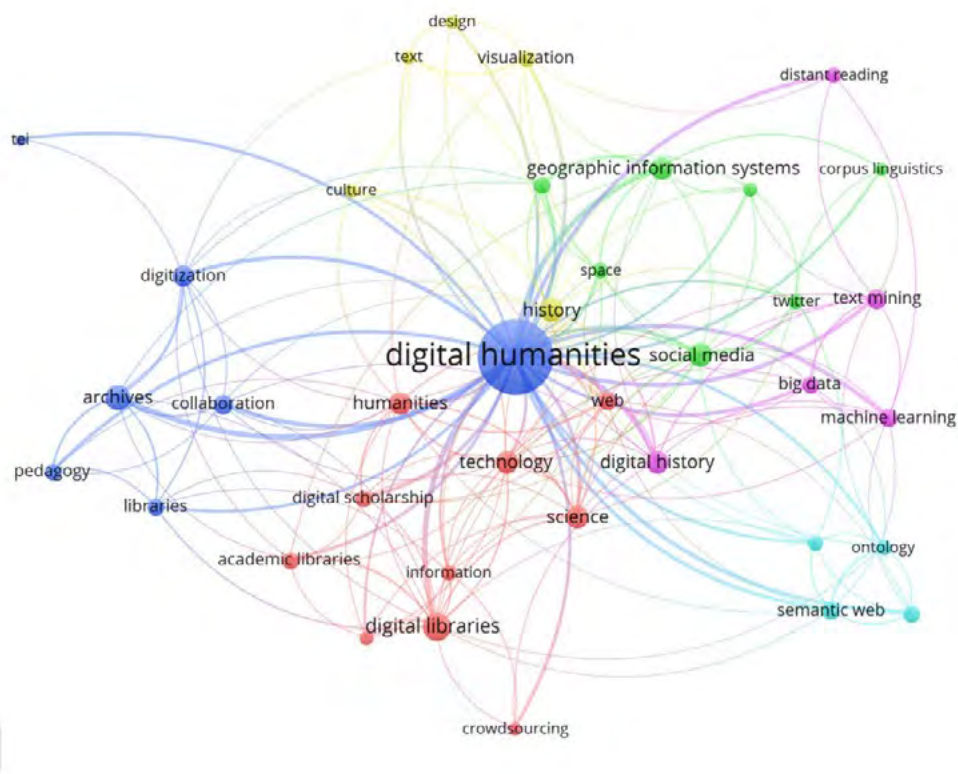 design
text
visualization
distant reading
tei
geographic information systems
corpus linguistics
culture
digitization
space
history
twitter
text mining
digital humanities
social media
big data
archives
collaboration
humanities
web
machine learning
pedagogy
technology
digital history
digital scholarship
libraries
science
academic libraries
information
ontology
semantic web
digital libraries
crowdsourcing